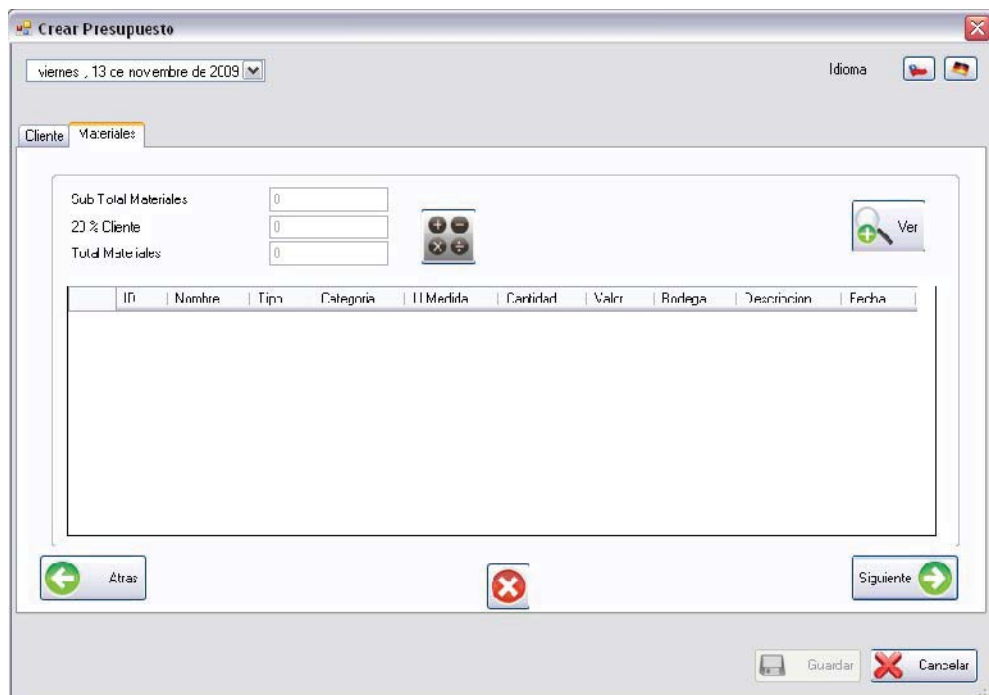 Crear Presupuesto
viernes , 13 de noviembre de 2009
Idioma
Cliente Materiales
Sub Total Materiales 0
20 % Cliente 0
Total Materiales 0
Ver
ID Nombre Tipo Categoria U.Medida Cantidad Valor Bodega Descripcion Fecha
Atras
Siguiente
Guardar Cancelar